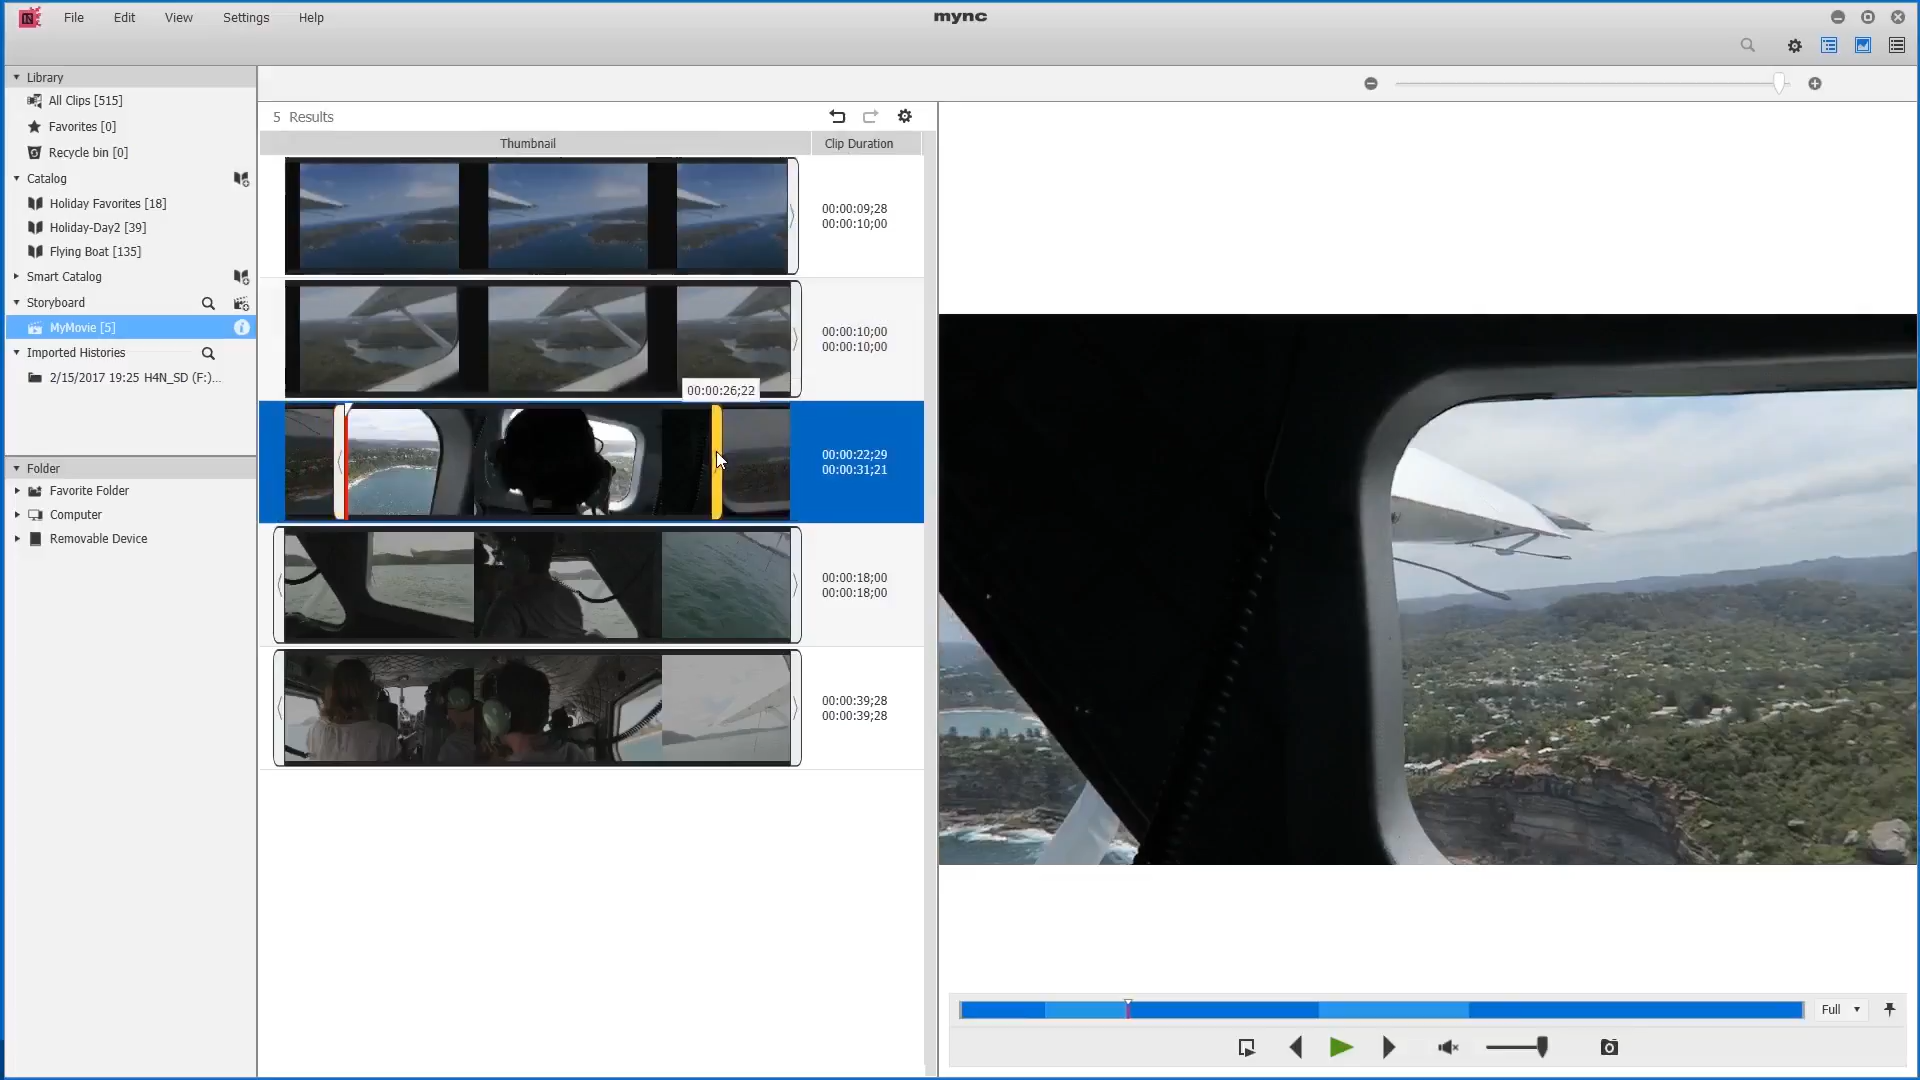 File Edit View Settings Help
mync
Library
All Clips [515]
Favorites [0]
Recycle bin [0]
Catalog
Holiday Favorites [18]
Holiday-Day2 [39]
Flying Boat [135]
Smart Catalog
Storyboard
MyMovie [5]
Imported Histories
2/15/2017 19:25 H4N_SD (F:)...
Folder
Favorite Folder
Computer
Removable Device
5 Results
Thumbnail Clip Duration
00:00:09;28
00:00:10;00
00:00:10;00
00:00:10;00
00:00:26;22
00:00:22;29
00:00:31;21
00:00:18;00
00:00:18;00
00:00:39;28
00:00:39;28
Full